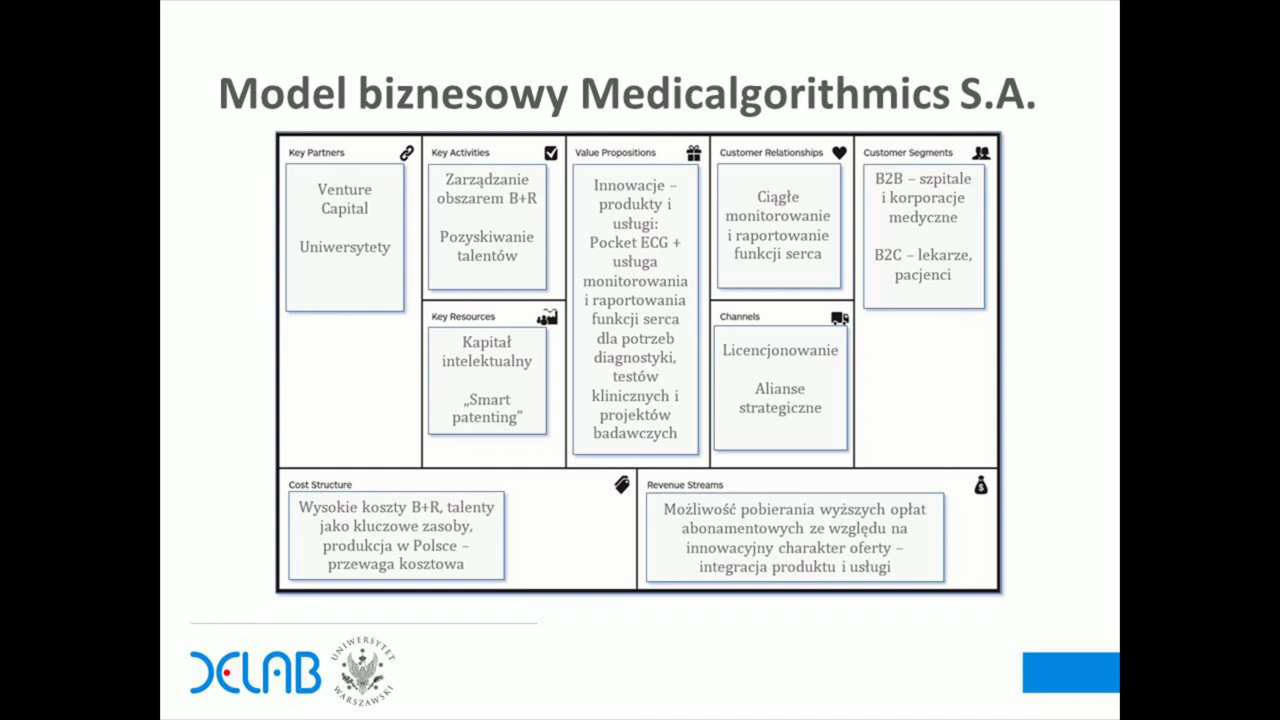 Model biznesowy Medicalgorithmics S.A.
Key Partners
Venture
Capital
Uniwersytety
Key Activities
Zarządzanie
obszarem B+R
Pozyskiwanie
talentów
Key Resources
Kapitał
intelektualny
„Smart
patenting”
Value Propositions
Innowacje –
produkty i
usługi:
Pocket ECG +
usługa
monitorowania
i raportowania
funkcji serca
dla potrzeb
diagnostyki,
testów
klinicznych i
projektów
badawczych
Customer Relationships
Ciągłe
monitorowanie
i raportowanie
funkcji serca
Channels
Licencjonowanie
Alianse
strategiczne
Customer Segments
B2B – szpitale
i korporacje
medyczne
B2C – lekarze,
pacjenci
Cost Structure
Wysokie koszty B+R, talenty
jako kluczowe zasoby,
produkcja w Polsce –
przewaga kosztowa
Revenue Streams
Możliwość pobierania wyższych opłat
abonamentowych ze względu na
innowacyjny charakter oferty –
integracja produktu i usługi
DELAB
UNIWERSYTET
WARSZAWSKI